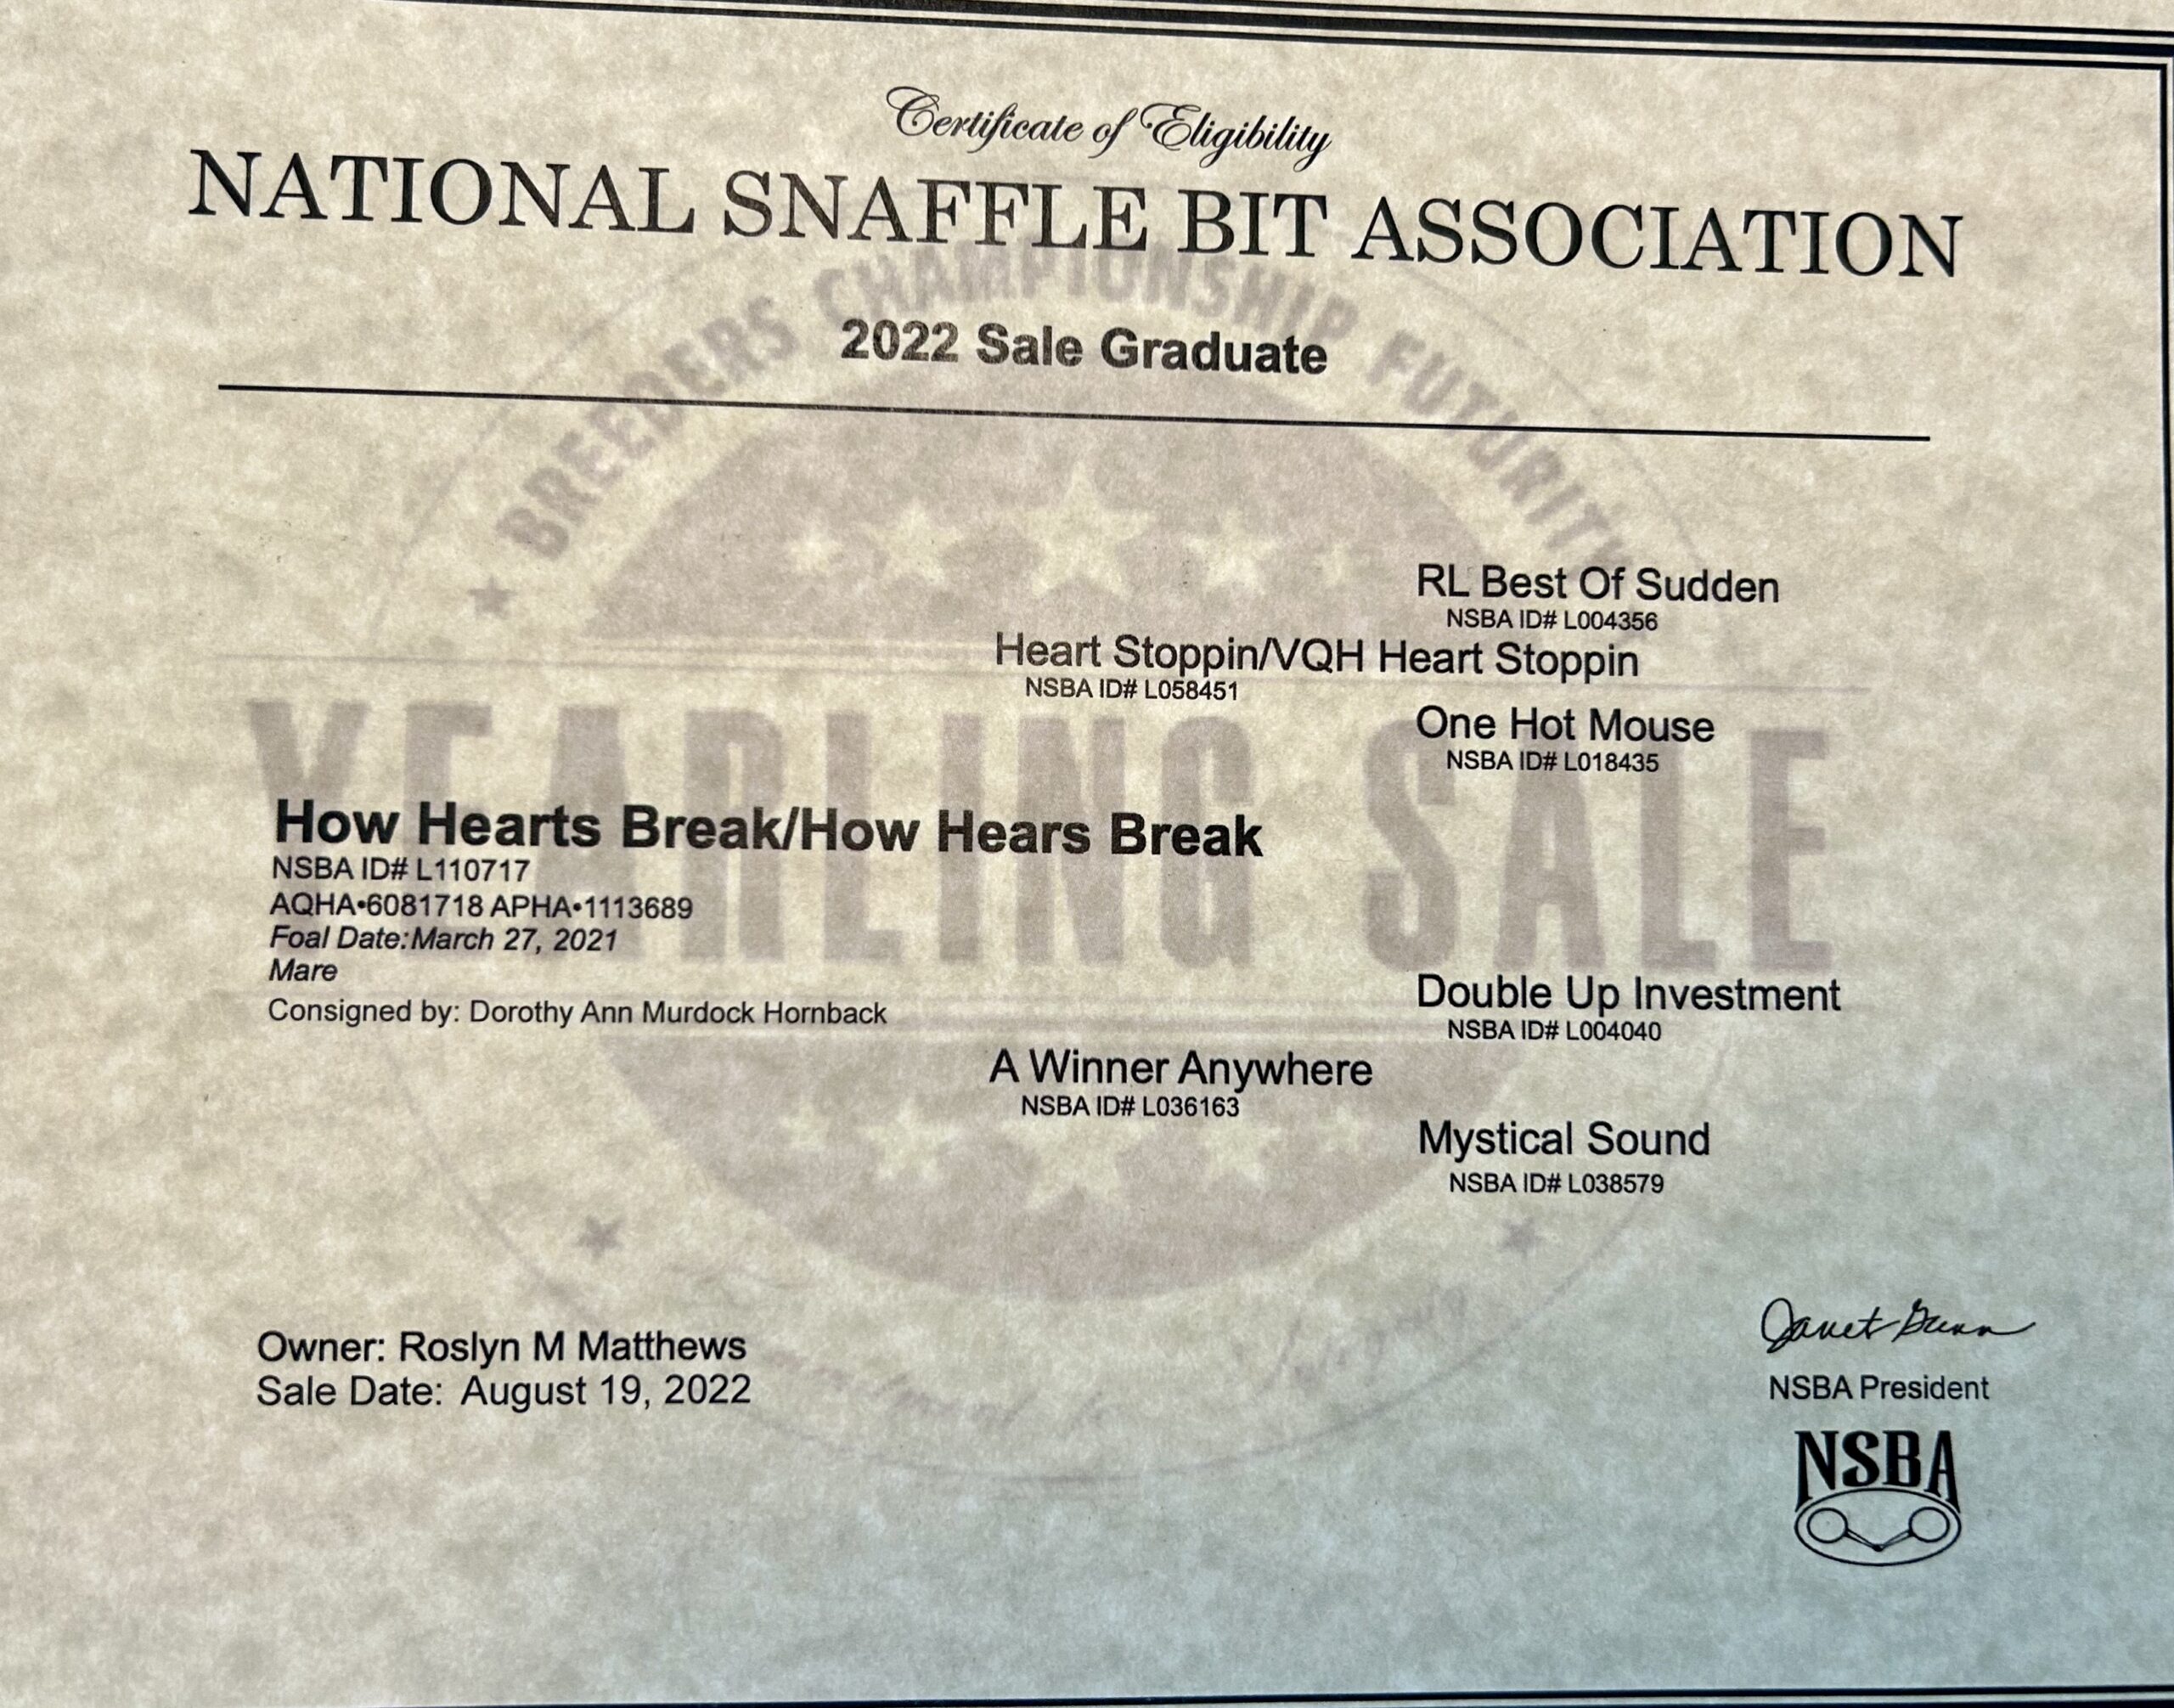 Certificate of Eligibility
NATIONAL SNAFFLE BIT ASSOCIATION
BREEDERS CHAMPIONSHIP FUTURITY
2022 Sale Graduate
RL Best Of Sudden
NSBA ID# L004356
Heart Stoppin/VQH Heart Stoppin
NSBA ID# L058451
One Hot Mouse
NSBA ID# L018435
YEARLING SALE
How Hearts Break/How Hears Break
NSBA ID# L110717
AQHA•6081718 APHA•1113689
Foal Date:March 27, 2021
Mare
Consigned by: Dorothy Ann Murdock Hornback
Double Up Investment
NSBA ID# L004040
A Winner Anywhere
NSBA ID# L036163
Mystical Sound
NSBA ID# L038579
Owner: Roslyn M Matthews
Sale Date: August 19, 2022
Janet Gunn
NSBA President
NSBA